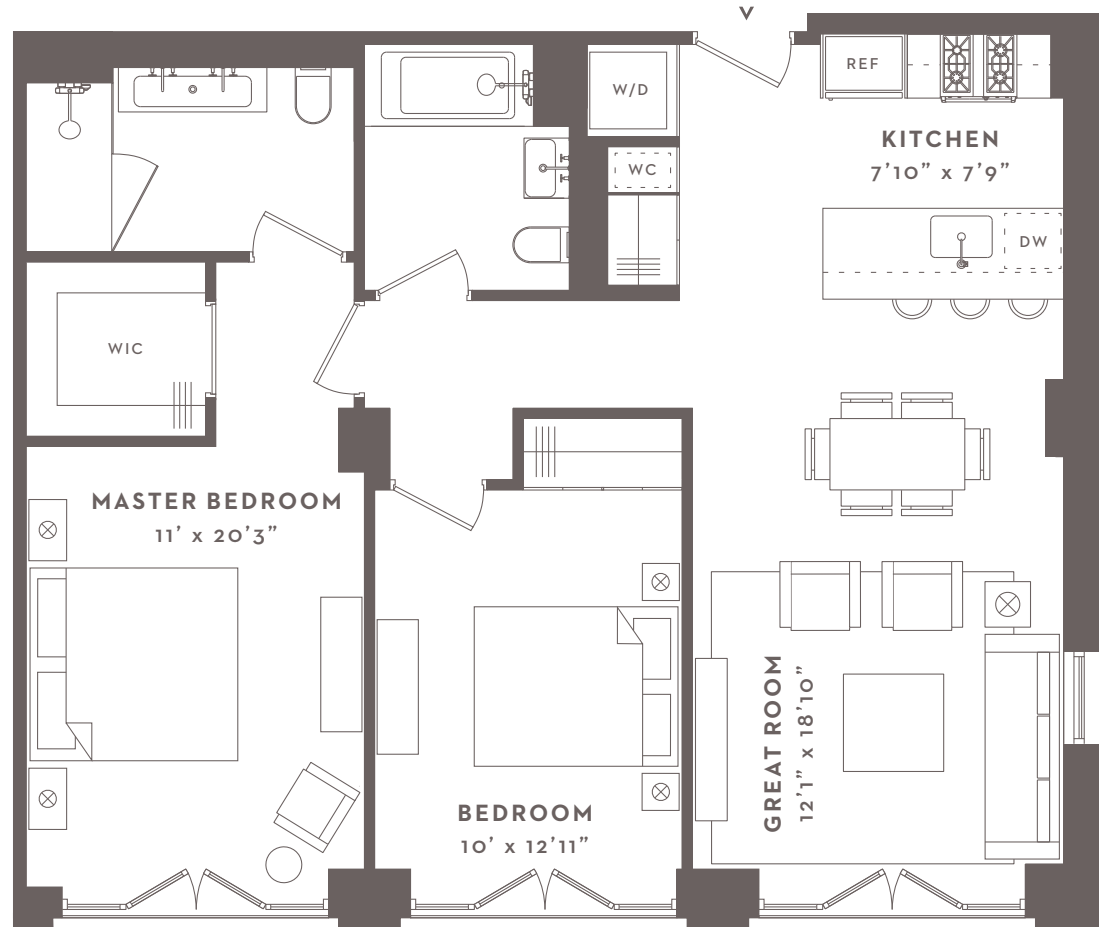 REF
W/D
KITCHEN
7’10” x 7’9”
WC
DW
WIC
MASTER BEDROOM
11’ x 20’3”
GREAT ROOM
12’1” x 18’10”
BEDROOM
10’ x 12’11”